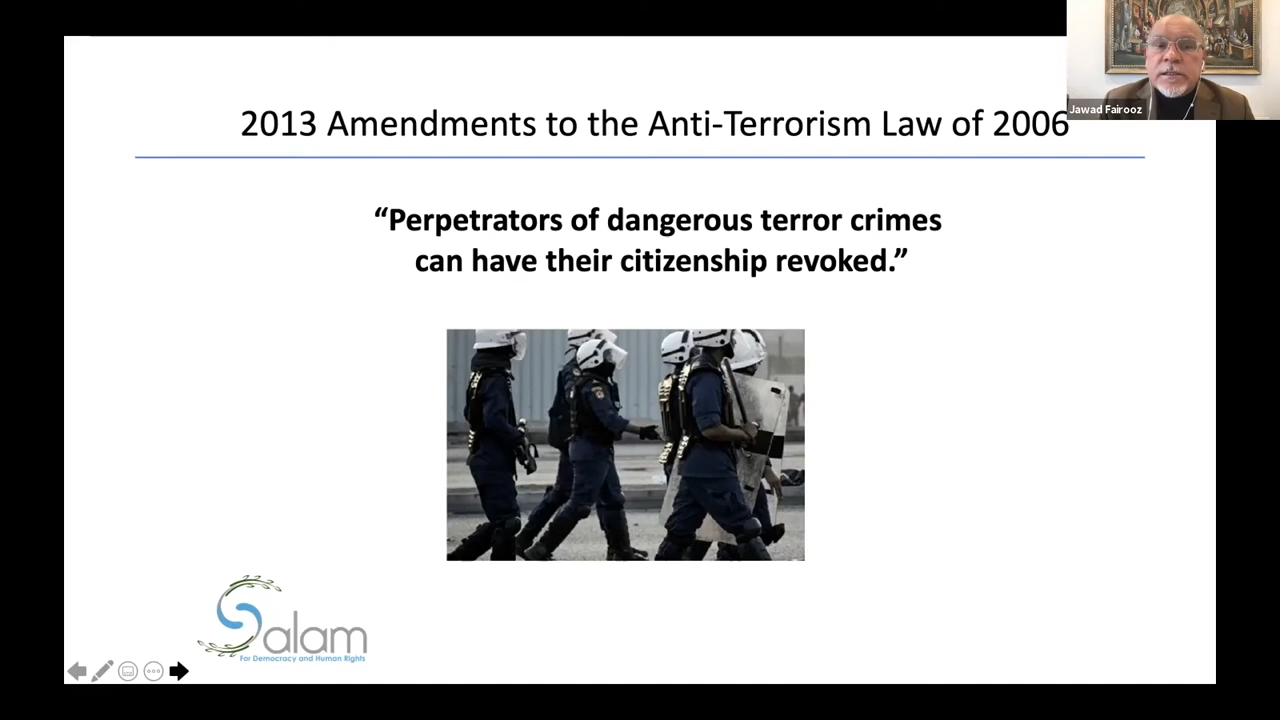 Jawad Fairooz
2013 Amendments to the Anti-Terrorism Law of 2006
“Perpetrators of dangerous terror crimes
can have their citizenship revoked.”
Salam
For Democracy and Human Rights